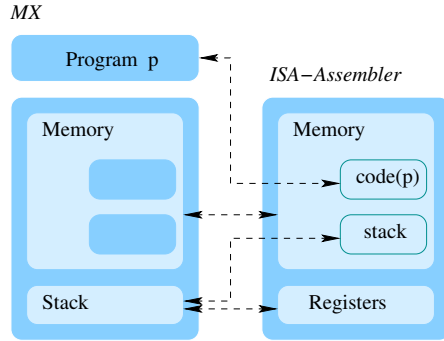 MX
Program p
ISA−Assembler
Memory
Memory
code(p)
stack
Stack
Registers